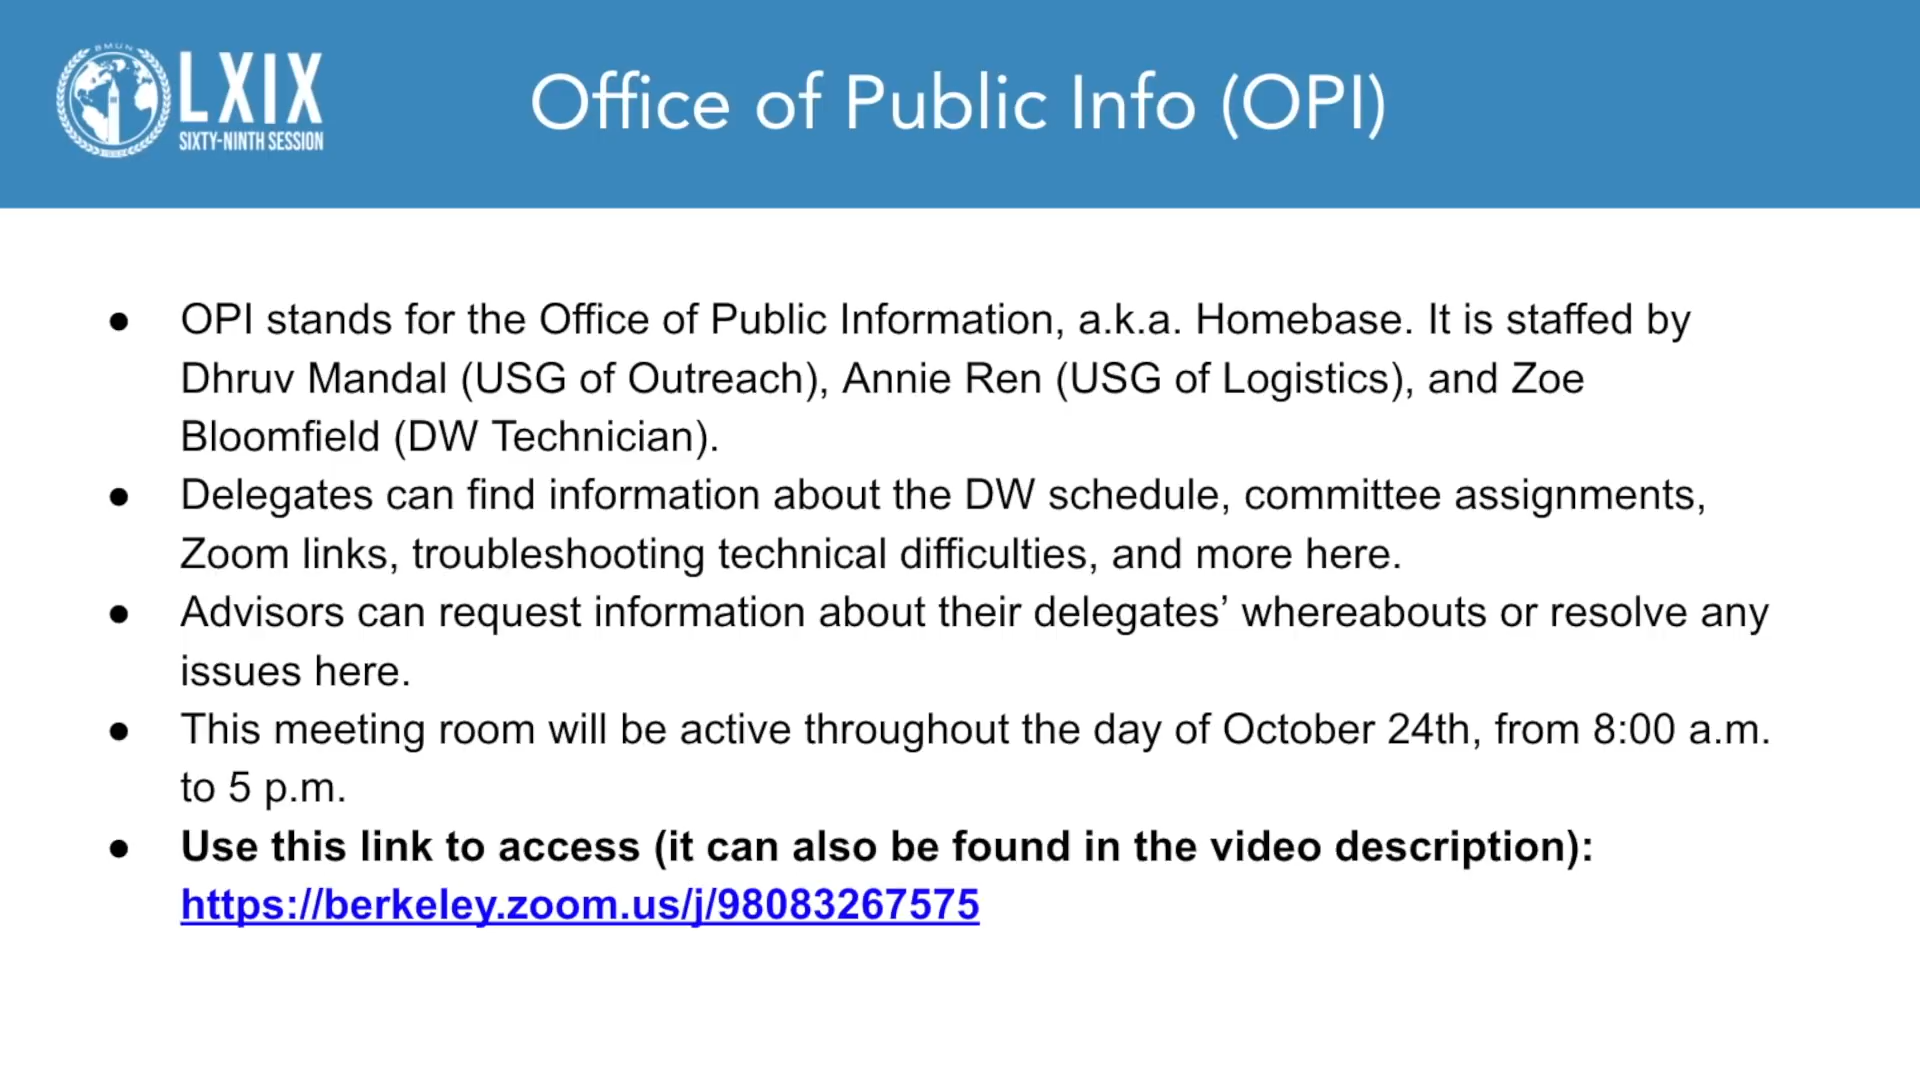 BMUN
LXIX
SIXTY-NINTH SESSION
Office of Public Info (OPI)
● OPI stands for the Office of Public Information, a.k.a. Homebase. It is staffed by
Dhruv Mandal (USG of Outreach), Annie Ren (USG of Logistics), and Zoe
Bloomfield (DW Technician).
● Delegates can find information about the DW schedule, committee assignments,
Zoom links, troubleshooting technical difficulties, and more here.
● Advisors can request information about their delegates’ whereabouts or resolve any
issues here.
● This meeting room will be active throughout the day of October 24th, from 8:00 a.m.
to 5 p.m.
● Use this link to access (it can also be found in the video description):
https://berkeley.zoom.us/j/98083267575